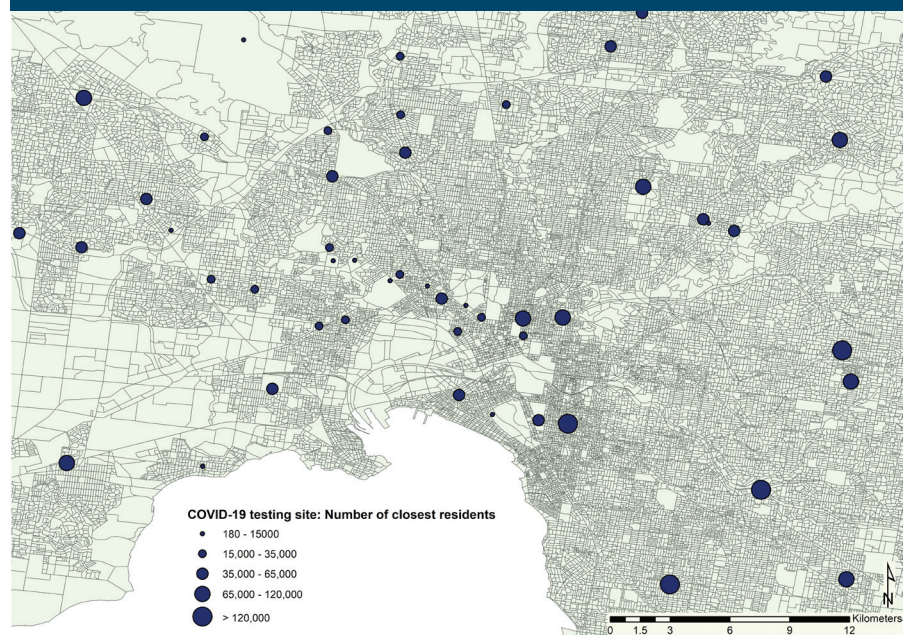 COVID-19 testing site: Number of closest residents
180 - 15000
15,000 - 35,000
35,000 - 65,000
65,000 - 120,000
> 120,000
N
Kilometers
0 1.5 3 6 9 12